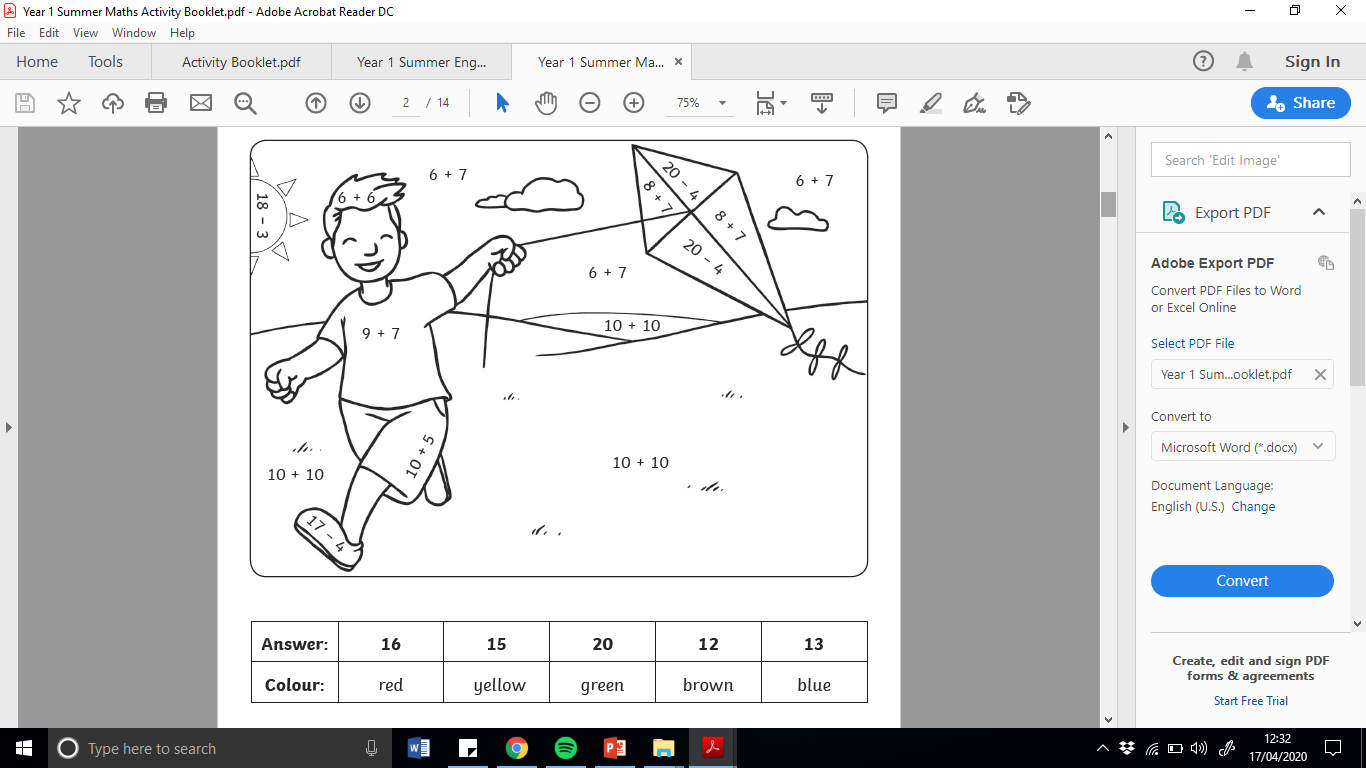 Year 1 Summer Maths Activity Booklet.pdf - Adobe Acrobat Reader DC
File Edit View Window Help
Home Tools Activity Booklet.pdf Year 1 Summer Eng... Year 1 Summer Ma... ×
2 / 14 75% Share
? Sign In
6 + 7
6 + 7
20 - 4
8 + 7
18 - 3
6 + 6
8 + 7
20 - 4
6 + 7
9 + 7
10 + 10
10 + 5
10 + 10
10 + 10
17 - 4
Answer: 16 15 20 12 13
Colour: red yellow green brown blue
Search 'Edit Image'
Export PDF
Adobe Export PDF
Convert PDF Files to Word
or Excel Online
Select PDF File
Year 1 Sum...ooklet.pdf
Convert to
Microsoft Word (*.docx)
Document Language:
English (U.S.) Change
Convert
Create, edit and sign PDF
forms & agreements
Start Free Trial
Type here to search
12:32
17/04/2020